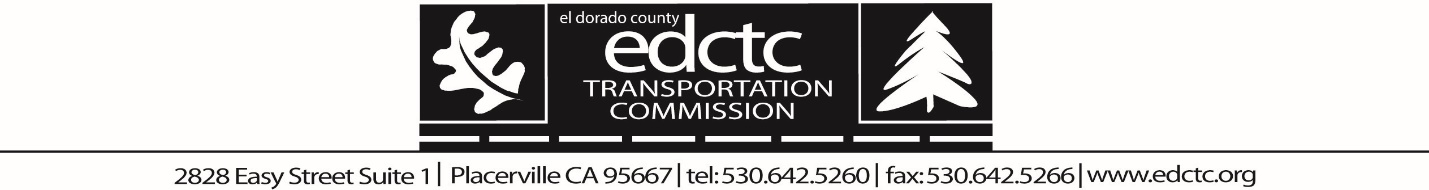 el dorado county
edctc
TRANSPORTATION
COMMISSION
2828 Easy Street Suite 1| Placerville CA 95667| tel:530.642.5260| fax:530.642.5266|www.edctc.org